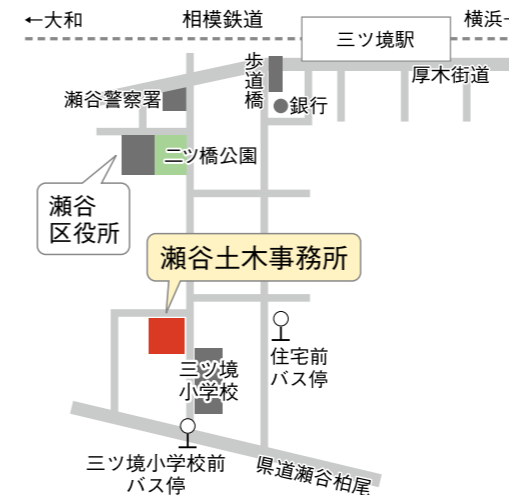 ←大和
相模鉄道
横浜
三ツ境駅
歩道橋
厚木街道
瀬谷警察署
銀行
二ツ橋公園
瀬谷
区役所
瀬谷土木事務所
住宅前
バス停
三ツ境
小学校
三ツ境小学校前
バス停
県道瀬谷柏尾